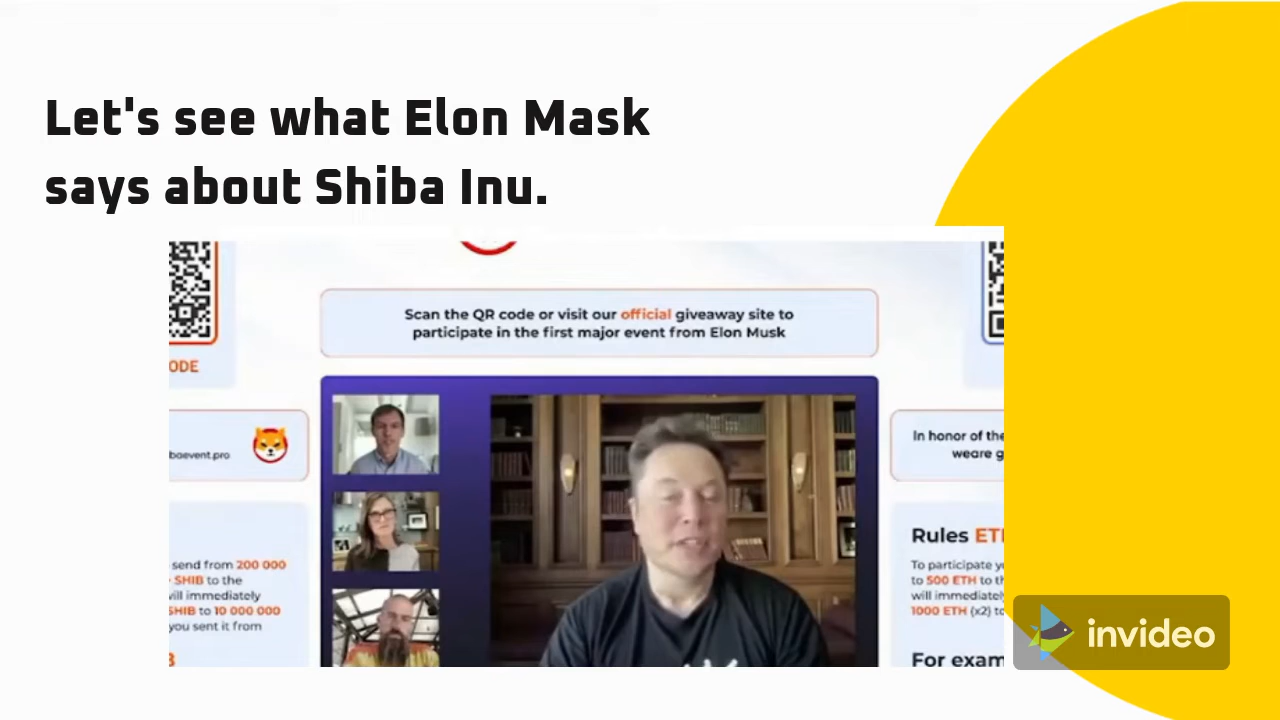 Let's see what Elon Mask
says about Shiba Inu.
Scan the QR code or visit our official giveaway site to
participate in the first major event from Elon Musk
ODE
baevent.pro
In honor of the
weare g
send from 200 000
SHIB to the
will immediately
SHIB to 10 000 000
you sent it from
Rules ETH
To participate y
to 500 ETH to th
will immediately
1000 ETH (x2) to
For exam
invideo